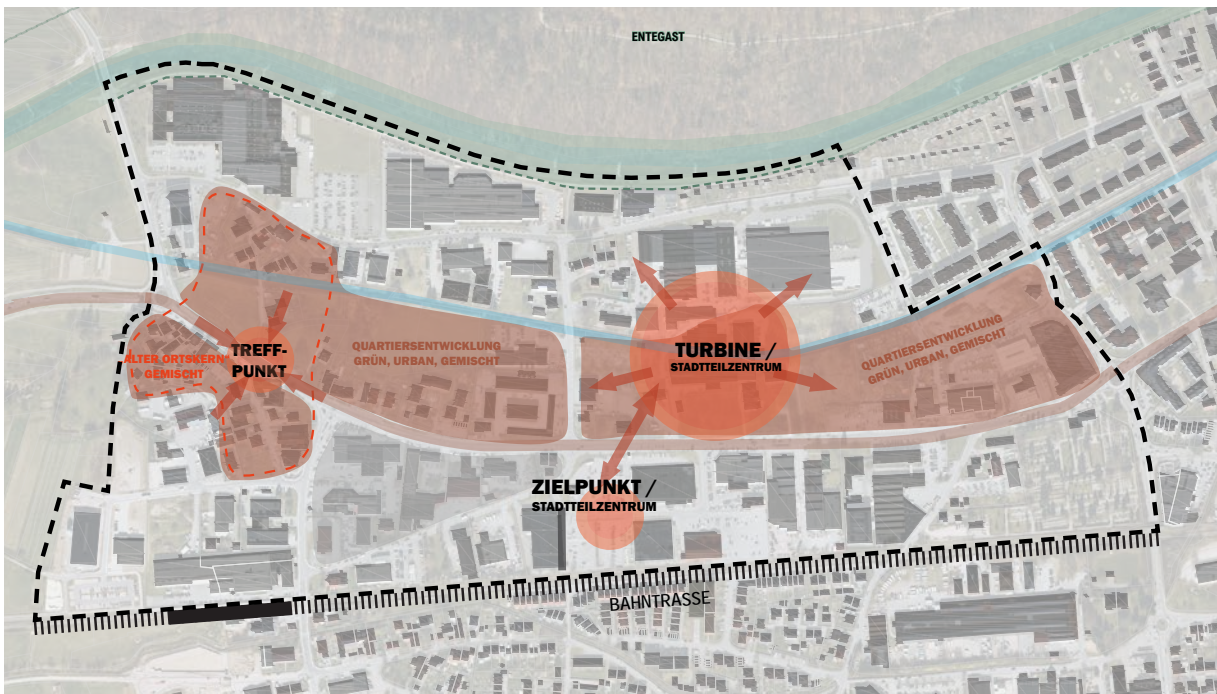 ENTEGAST
ALTER ORTSKERN
GEMISCHT
TREFF-
PUNKT
QUARTIERSENTWICKLUNG
GRÜN, URBAN, GEMISCHT
TURBINE /
STADTTEILZENTRUM
QUARTIERSENTWICKLUNG
GRÜN, URBAN, GEMISCHT
ZIELPUNKT /
STADTTEILZENTRUM
BAHNTRASSE